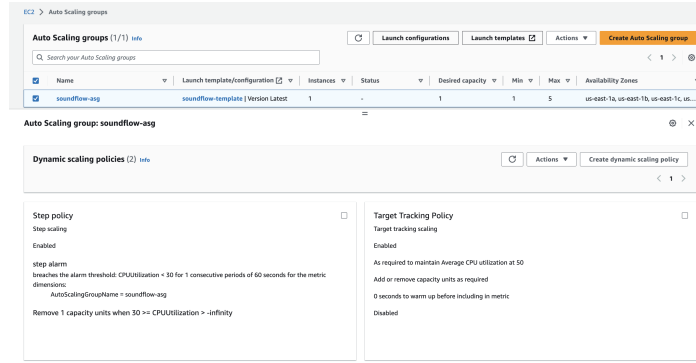 EC2 > Auto Scaling groups
Auto Scaling groups (1/1) Info
Launch configurations
Launch templates
Actions
Create Auto Scaling group
Search your Auto Scaling groups
1
Name
Launch template/configuration
Instances
Status
Desired capacity
Min
Max
Availability Zones
soundflow-asg
soundflow-template | Version Latest
1
-
1
1
5
us-east-1a, us-east-1b, us-east-1c, us...
Auto Scaling group: soundflow-asg
Dynamic scaling policies (2) Info
Actions
Create dynamic scaling policy
1
Step policy
Step scaling
Enabled
step alarm
breaches the alarm threshold: CPUUtilization < 30 for 1 consecutive periods of 60 seconds for the metric
dimensions:
AutoScalingGroupName = soundflow-asg
Remove 1 capacity units when 30 >= CPUUtilization > -infinity
Target Tracking Policy
Target tracking scaling
Enabled
As required to maintain Average CPU utilization at 50
Add or remove capacity units as required
0 seconds to warm up before including in metric
Disabled